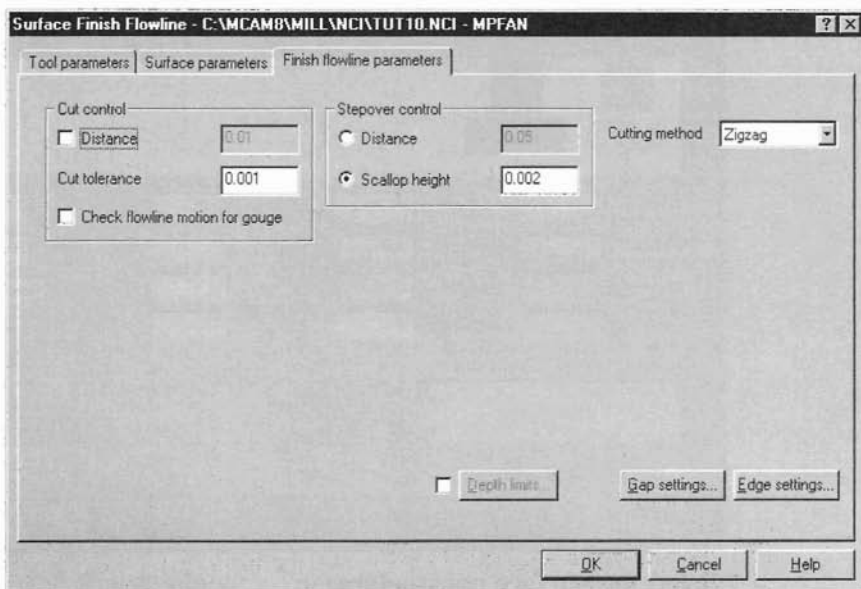 Surface Finish Flowline - C:\MCAM8\MILL\NCI\TUT10.NCI - MPFAN
Tool parameters
Surface parameters
Finish flowline parameters
Cut control
Distance
0.01
Cut tolerance
0.001
Check flowline motion for gouge
Stepover control
Distance
0.05
Scallop height
0.002
Cutting method
Zigzag
Depth limits...
Gap settings...
Edge settings...
OK
Cancel
Help